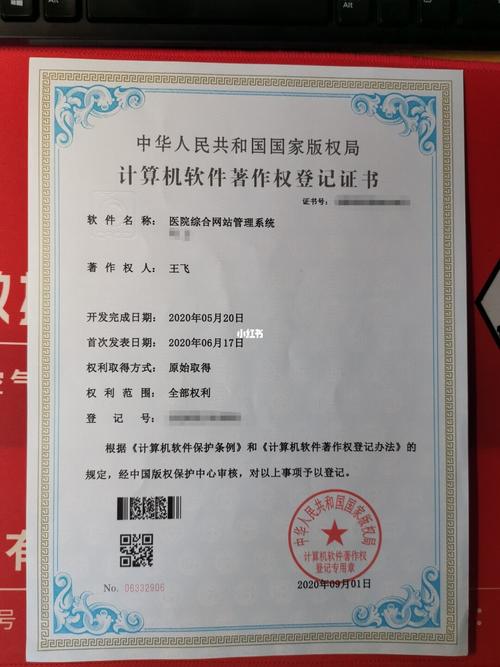 Alt
中华人民共和国国家版权局
计算机软件著作权登记证书
证书号：
软件名称： 医院综合网站管理系统
著作权人： 王飞
开发完成日期： 2020年05月20日
首次发表日期： 2020年06月17日
小红书
权利取得方式： 原始取得
权利范围： 全部权利
登记号：
根据《计算机软件保护条例》和《计算机软件著作权登记办法》的
规定，经中国版权保护中心审核，对以上事项予以登记。
中华人民共和国国家版权局
计算机软件著作权
登记专用章
No. 06332906
2020年09月01日
有
号